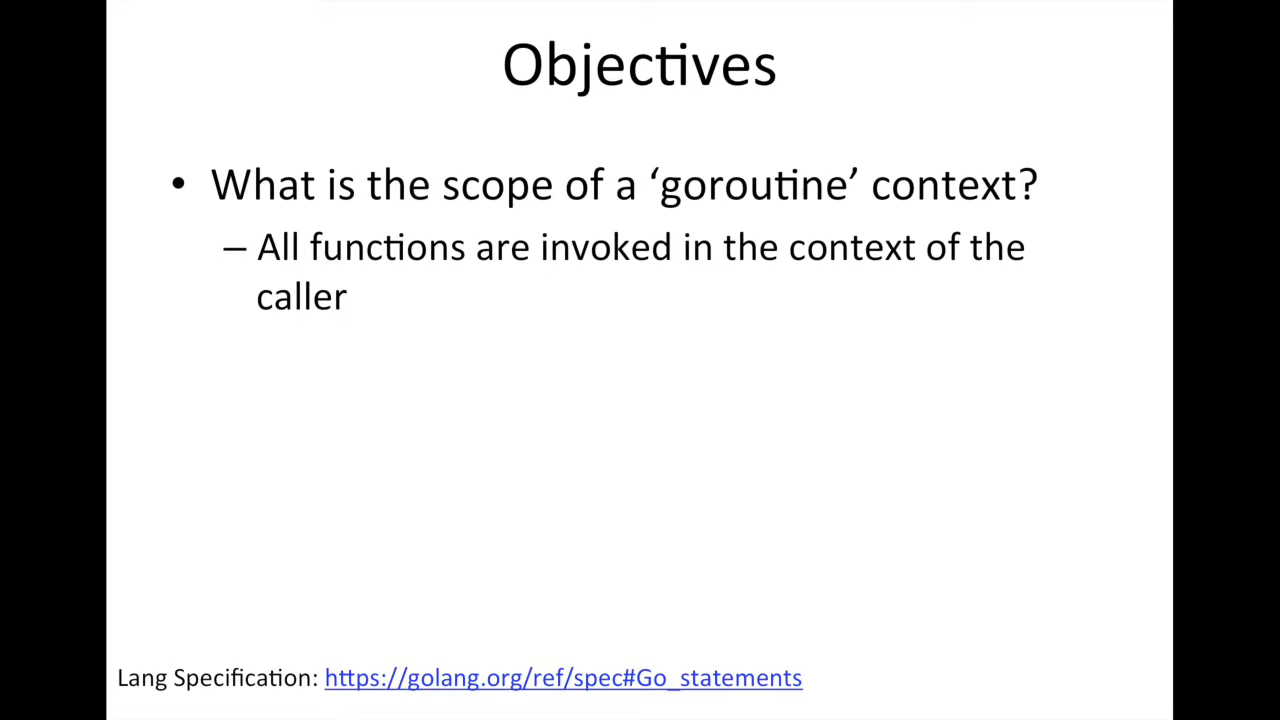 Objectives
• What is the scope of a ‘goroutine’ context?
– All functions are invoked in the context of the
caller
Lang Specification: https://golang.org/ref/spec#Go_statements